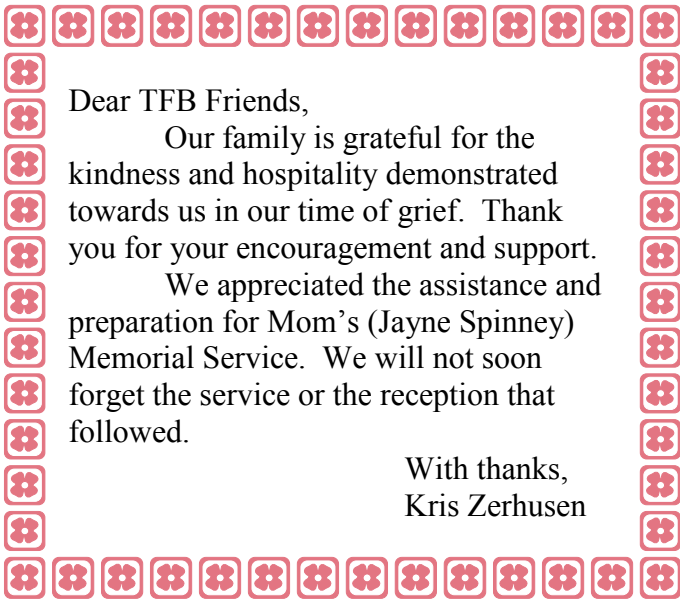 Dear TFB Friends,
Our family is grateful for the
kindness and hospitality demonstrated
towards us in our time of grief.  Thank
you for your encouragement and support.
We appreciated the assistance and
preparation for Mom’s (Jayne Spinney)
Memorial Service.  We will not soon
forget the service or the reception that
followed.
With thanks,
Kris Zerhusen